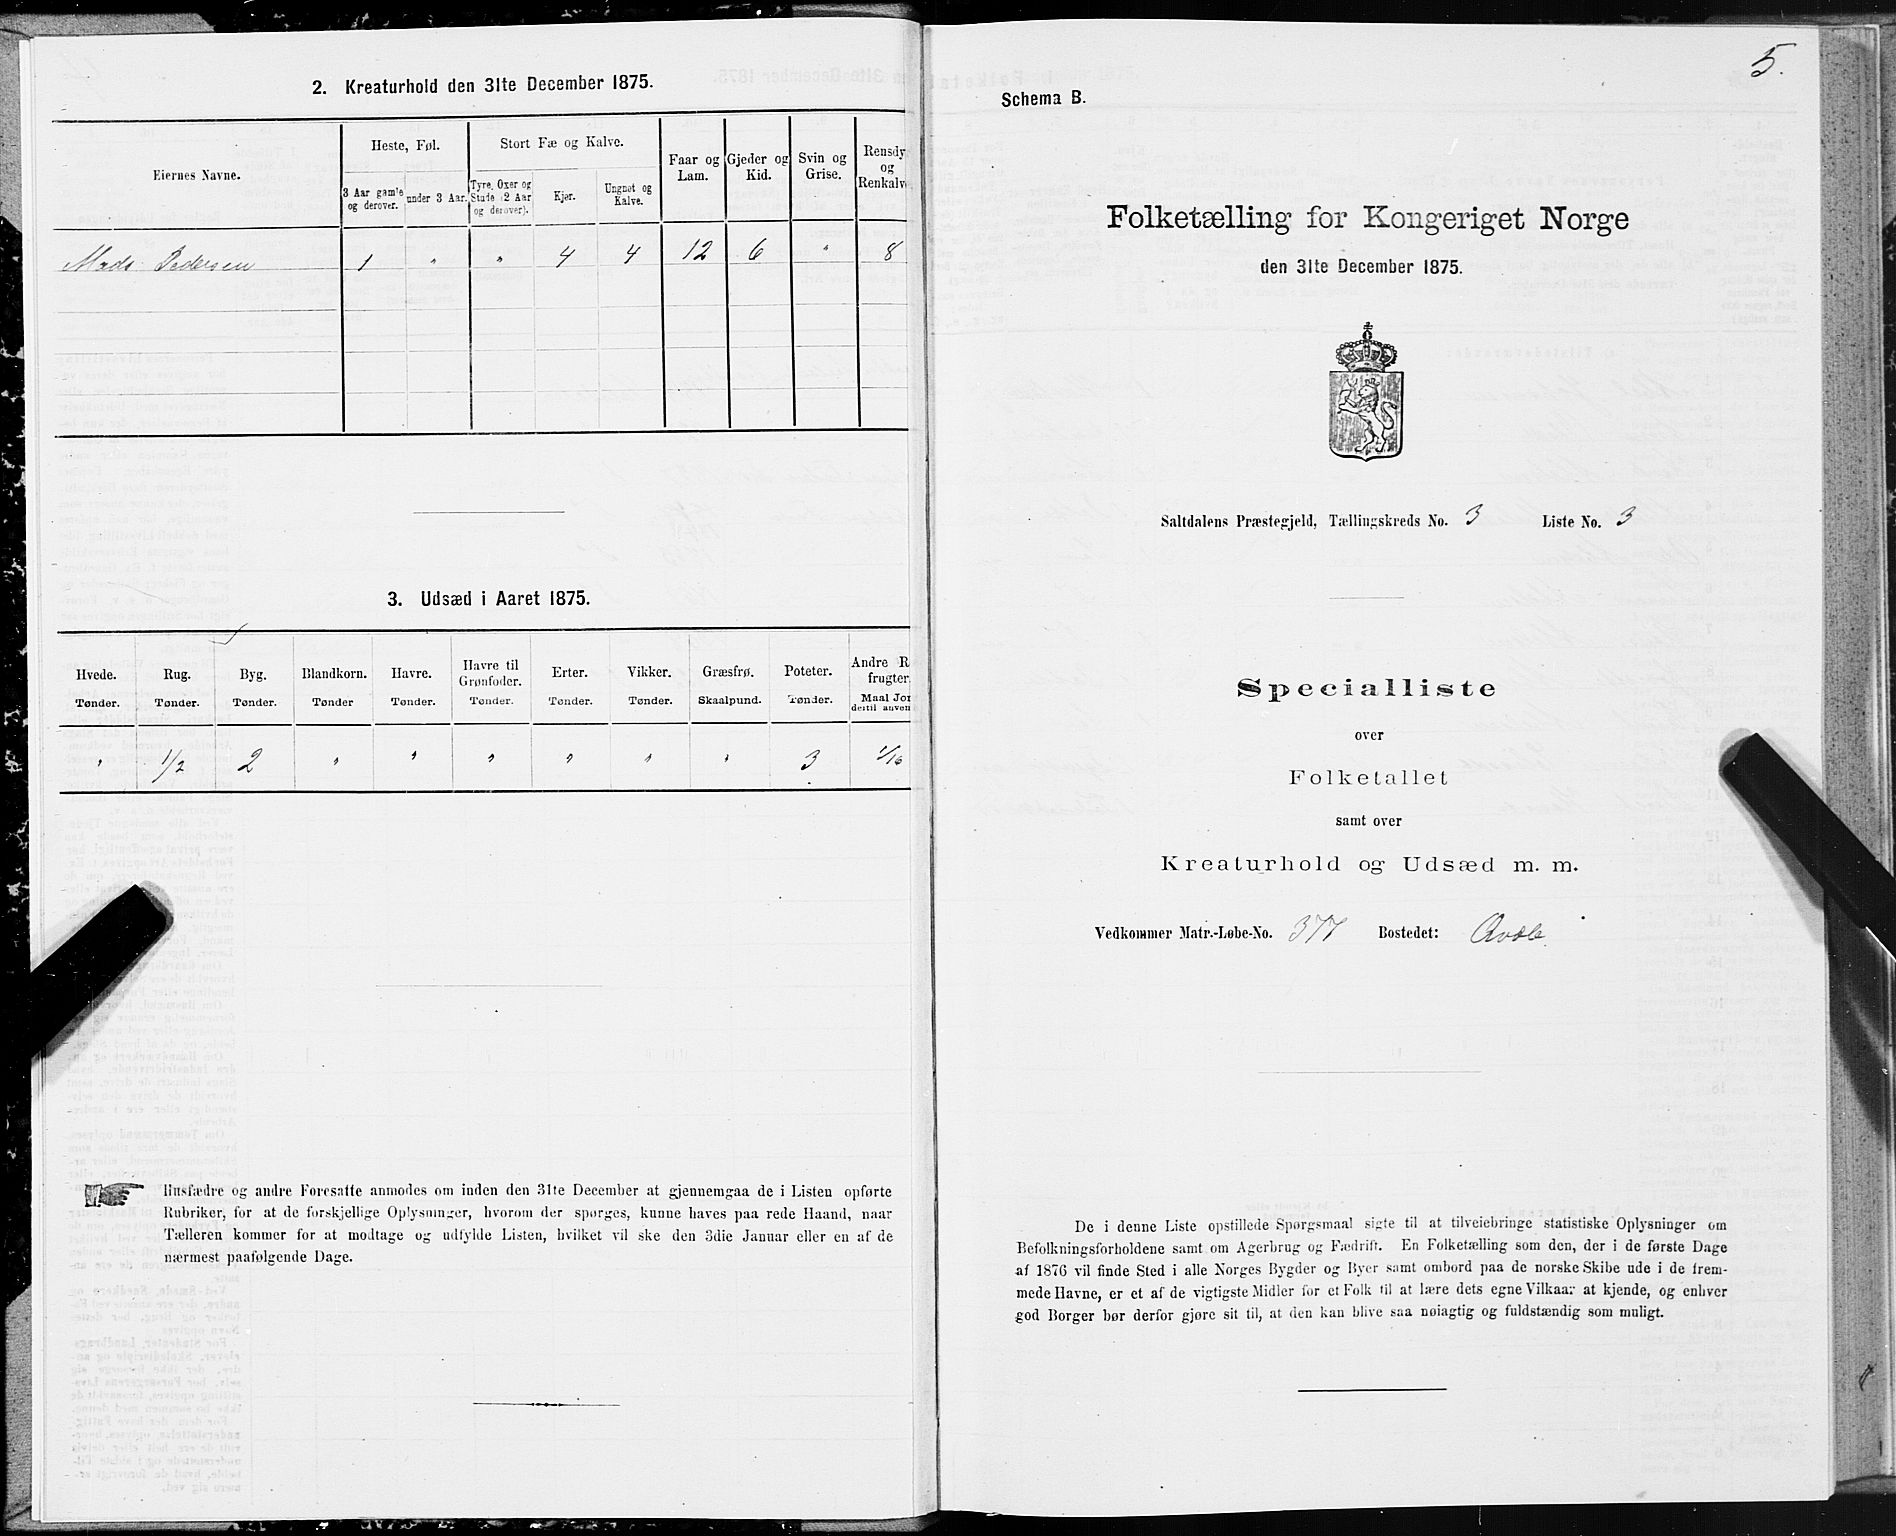 2. Kreaturhold den 31te December 1875.
Eiernes Navne.
Heste, Føl.
Stort Fæ og Kalve.
Faar og Lam.
Gjeder og Kid.
Svin og Grise.
Rensdy
og
Renkalv
3 Aar gam'e og derover.
under 3 Aar.
Tyre, Oxer og Stude (2 Aar og derover).
Kjør.
Ungnøt og Kalve.
Mads Pedersen 1 " " 4 4 12 6 " 8
3. Udsæd i Aaret 1875.
Hvede. Rug. Byg. Blandkorn. Havre. Havre til Grønfoder. Erter. Vikker. Græsfrø. Poteter. Andre R frugter
Tønder. Tønder. Tønder. Tønder Tønder. Tønder. Tønder. Tønder. Skaalpund. Tønder. Maal Jor dertil anven
" 1/2 2 " " " " " " 3 1/16
Husfædre og andre Foresatte anmodes om inden den 31te December at gjennemgaa de i Listen opførte
Rubriker, for at de forskjellige Oplysninger, hvorom der spørges, kunne haves paa rede Haand, naar
Tælleren kommer for at modtage og udfylde Listen, hvilket vil ske den 3die Januar eller en af de
nærmest paafølgende Dage.
5.
Schema B.
Folketælling for Kongeriget Norge
den 31te December 1875.
Saltdalens Præstegjeld, Tællingskreds No. 3 Liste No. 3
Specialliste
over
Folketallet
samt over
Kreaturhold og Udsæd m. m.
Vedkommer Matr.-Løbe-No. 377 Bostedet:
De i denne Liste opstillede Spørgsmaal sigte til at tilveiebringe statistiske Oplysninger om
Befolkningsforholdene samt om Agerbrug og Fædrift. En Folketælling som den, der i de første Dage
af 1876 vil finde Sted i alle Norges Bygder og Byer samt ombord paa de norske Skibe ude i de frem-
mede Havne, er et af de vigtigste Midler for et Folk til at lære dets egne Vilkaar at kjende, og enhver
god Borger bør derfor gjøre sit til, at den kan blive saa nøiagtig og fuldstændig som muligt.